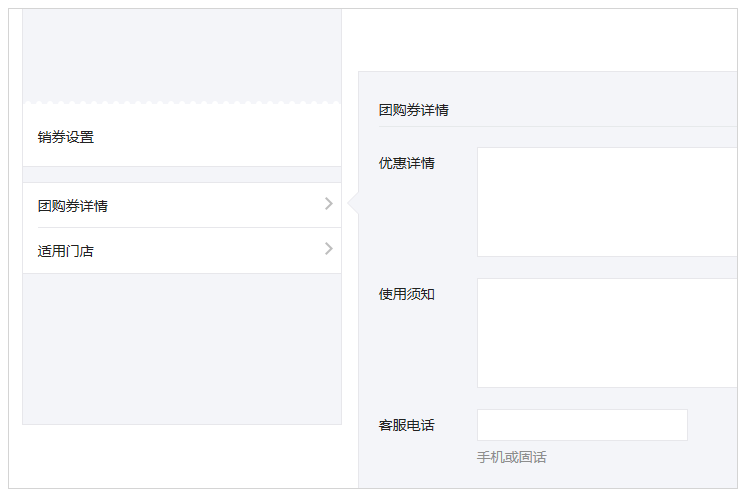 销券设置
团购券详情
适用门店
团购券详情
优惠详情
使用须知
客服电话
手机或固话